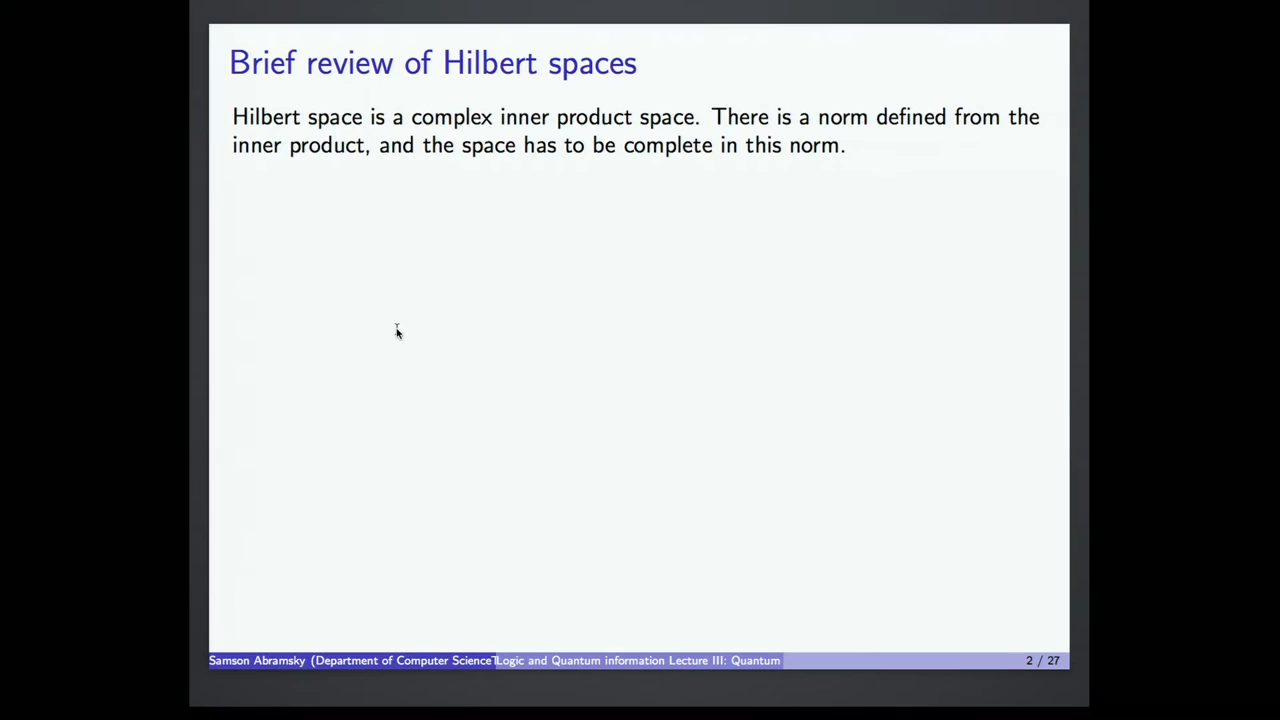 Brief review of Hilbert spaces
Hilbert space is a complex inner product space. There is a norm defined from the
inner product, and the space has to be complete in this norm.
Samson Abramsky (Department of Computer Science Logic and Quantum information Lecture III: Quantum 2 / 27